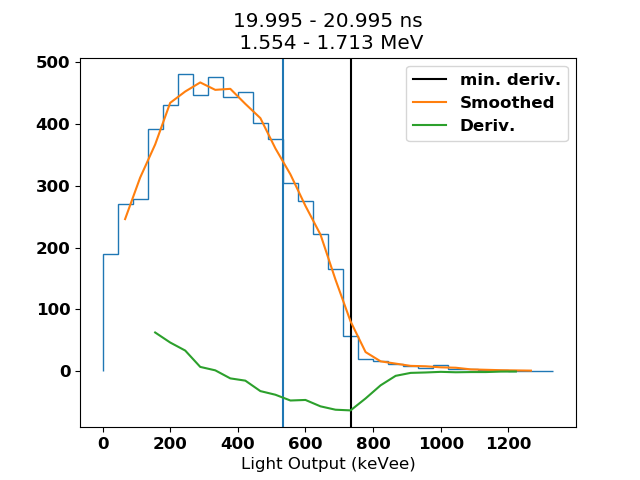 19.995 - 20.995 ns
1.554 - 1.713 MeV
min. deriv.
Smoothed
Deriv.
500
400
300
200
100
0
0 200 400 600 800 1000 1200
Light Output (keVee)